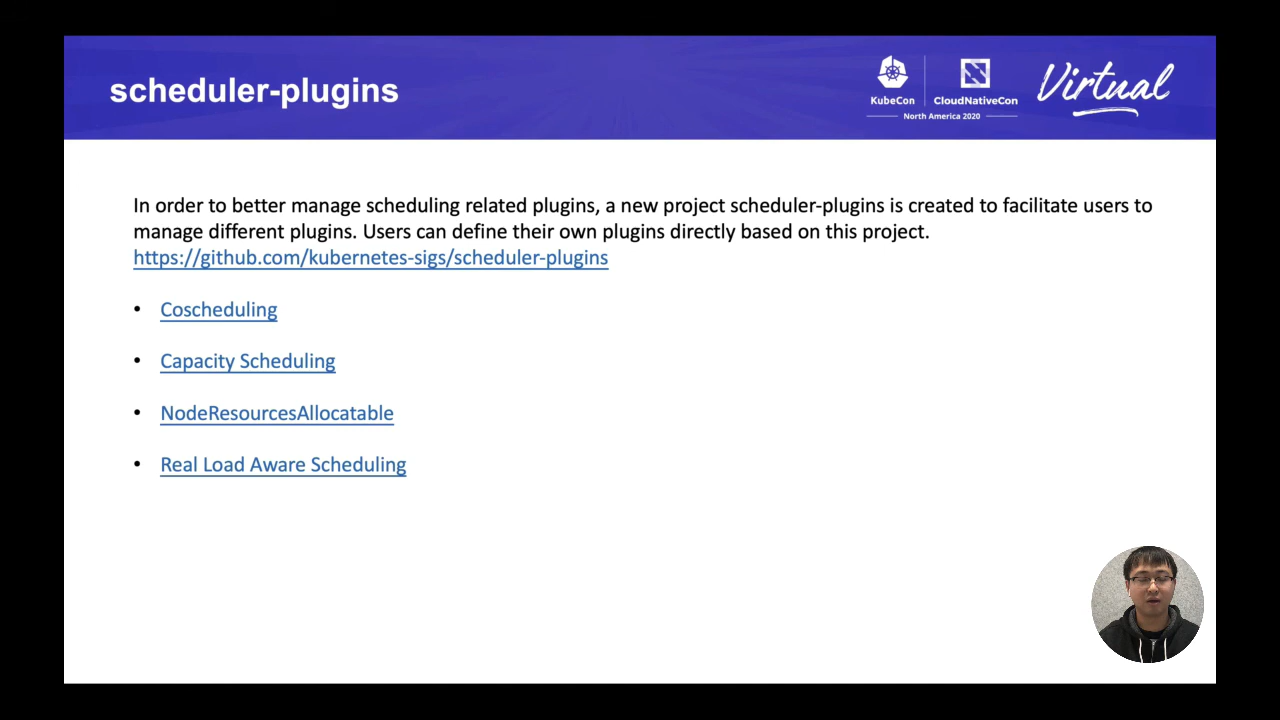 scheduler-plugins
KubeCon
CloudNativeCon
North America 2020
Virtual
In order to better manage scheduling related plugins, a new project scheduler-plugins is created to facilitate users to
manage different plugins. Users can define their own plugins directly based on this project.
https://github.com/kubernetes-sigs/scheduler-plugins
• Coscheduling
• Capacity Scheduling
• NodeResourcesAllocatable
• Real Load Aware Scheduling